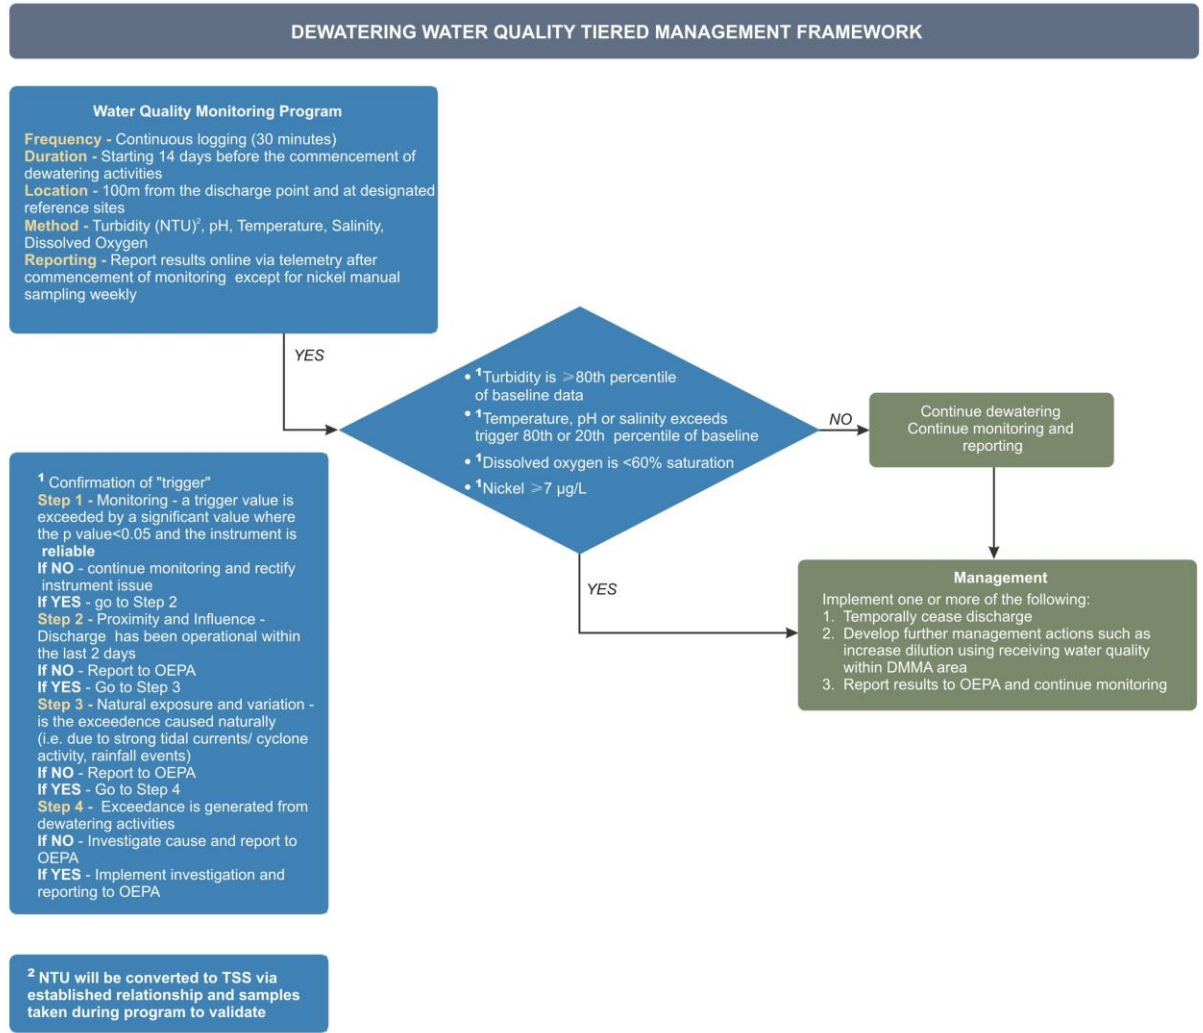 DEWATERING WATER QUALITY TIERED MANAGEMENT FRAMEWORK
Water Quality Monitoring Program
Frequency - Continuous logging (30 minutes)
Duration - Starting 14 days before the commencement of
dewatering activities
Location - 100m from the discharge point and at designated
reference sites
Method - Turbidity (NTU)², pH, Temperature, Salinity,
Dissolved Oxygen
Reporting - Report results online via telemetry after
commencement of monitoring except for nickel manual
sampling weekly
YES
• ¹Turbidity is ⩾80th percentile
of baseline data
• ¹Temperature, pH or salinity exceeds
trigger 80th or 20th percentile of baseline
• ¹Dissolved oxygen is <60% saturation
• ¹Nickel ⩾7 µg/L
NO
Continue dewatering
Continue monitoring and
reporting
YES
Management
Implement one or more of the following:
1. Temporally cease discharge
2. Develop further management actions such as
increase dilution using receiving water quality
within DMMA area
3. Report results to OEPA and continue monitoring
¹ Confirmation of "trigger"
Step 1 - Monitoring - a trigger value is
exceeded by a significant value where
the p value<0.05 and the instrument is
reliable
If NO - continue monitoring and rectify
instrument issue
If YES - go to Step 2
Step 2 - Proximity and Influence -
Discharge has been operational within
the last 2 days
If NO - Report to OEPA
If YES - Go to Step 3
Step 3 - Natural exposure and variation -
is the exceedence caused naturally
(i.e. due to strong tidal currents/ cyclone
activity, rainfall events)
If NO - Report to OEPA
If YES - Go to Step 4
Step 4 - Exceedance is generated from
dewatering activities
If NO - Investigate cause and report to
OEPA
If YES - Implement investigation and
reporting to OEPA
² NTU will be converted to TSS via
established relationship and samples
taken during program to validate